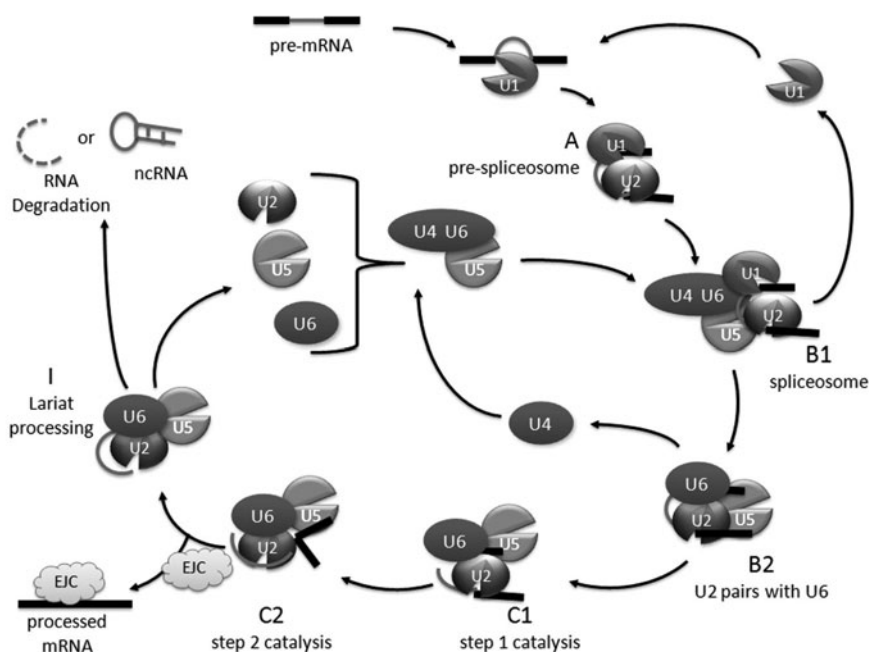 pre-mRNA
U1
U1
A
pre-spliceosome
U1
U2
or
RNA
Degradation
ncRNA
U2
U5
U6
U4 U6
U5
U1
U4 U6
U2
U5
B1
spliceosome
I
Lariat
processing
U6
U5
U2
U4
U6
U2
U5
B2
U2 pairs with U6
U6
U5
U2
C2
step 2 catalysis
U6
U5
U2
C1
step 1 catalysis
EJC
EJC
processed
mRNA